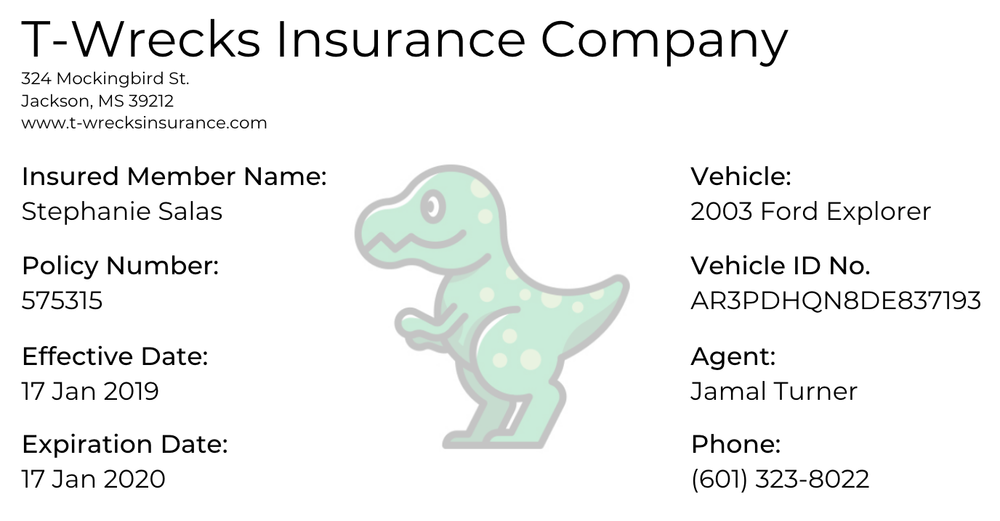 T-Wrecks Insurance Company
324 Mockingbird St.
Jackson, MS 39212
www.t-wrecksinsurance.com
Insured Member Name:
Stephanie Salas
Policy Number:
575315
Effective Date:
17 Jan 2019
Expiration Date:
17 Jan 2020
Vehicle:
2003 Ford Explorer
Vehicle ID No.
AR3PDHQN8DE837193
Agent:
Jamal Turner
Phone:
(601) 323-8022